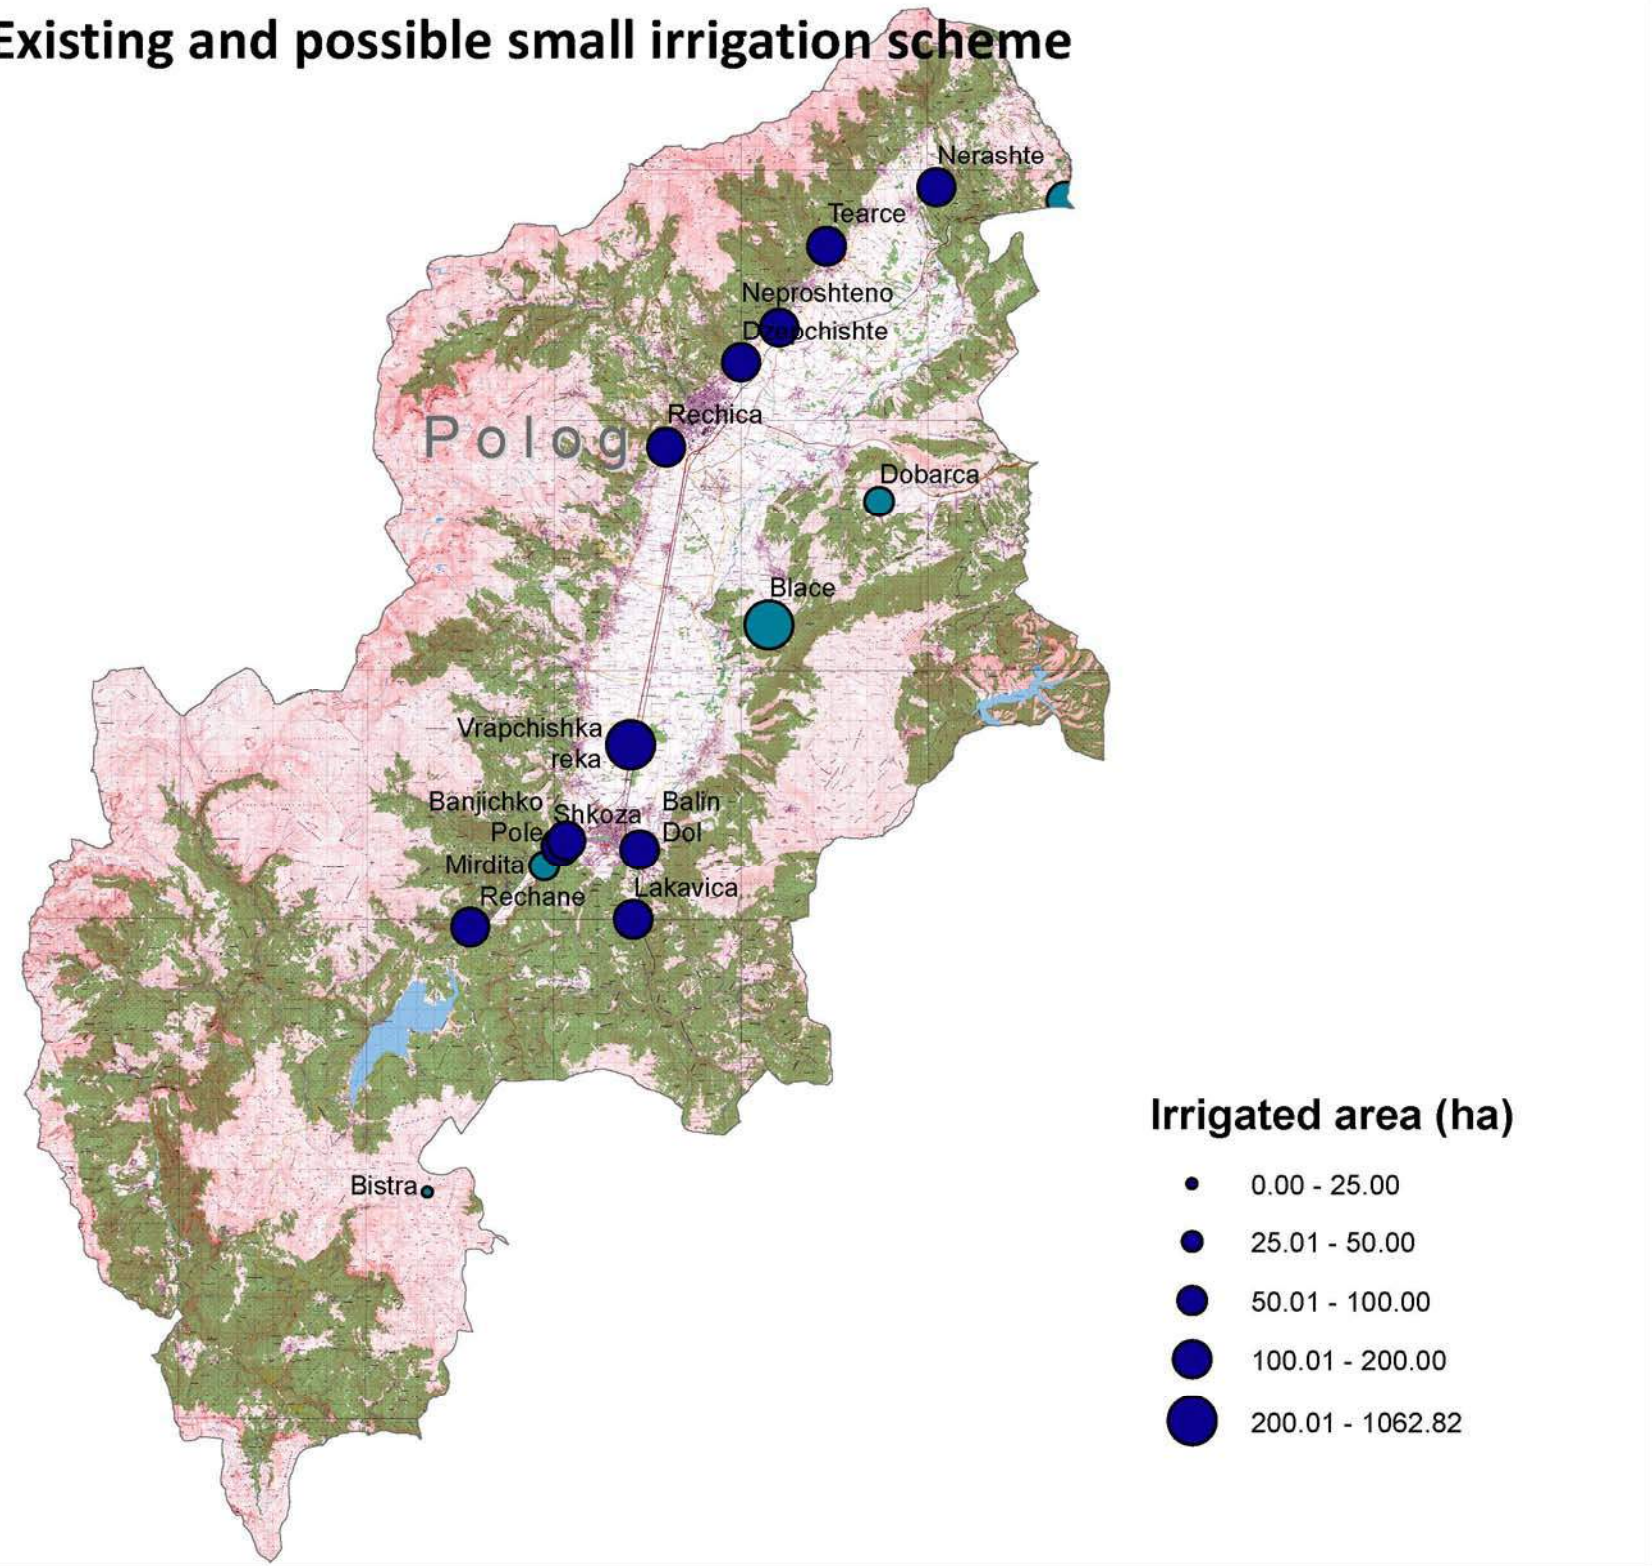 Existing and possible small irrigation scheme
Nerashte
Tearce
Neproshteno
Dzepchishte
Rechica
Polog
Dobarca
Blace
Vrapchishka
reka
Banjichko
Pole
Shkoza
Balin
Dol
Mirdita
Rechane
Lakavica
Bistra
Irrigated area (ha)
0.00 - 25.00
25.01 - 50.00
50.01 - 100.00
100.01 - 200.00
200.01 - 1062.82